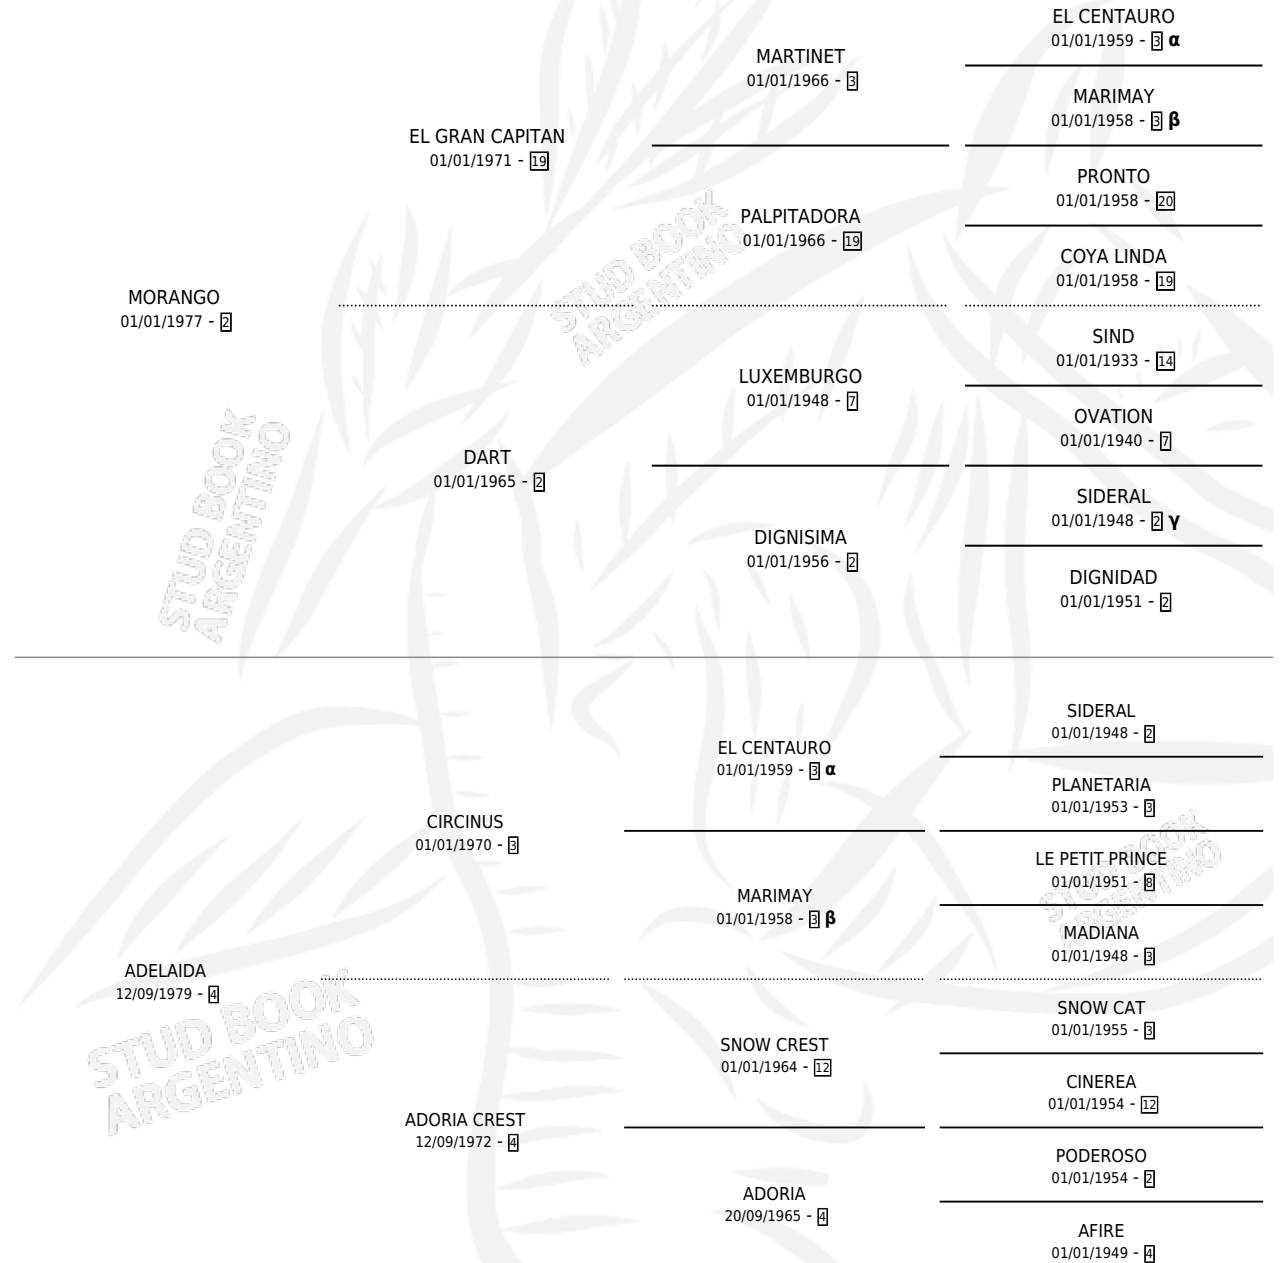 EL CENTAURO
01/01/1959 - 3 α
MARTINET
01/01/1966 - 3
MARIMAY
01/01/1958 - 3 β
EL GRAN CAPITAN
01/01/1971 - 19
PRONTO
01/01/1958 - 20
PALPITADORA
01/01/1966 - 19
COYA LINDA
01/01/1958 - 19
MORANGO
01/01/1977 - 2
SIND
01/01/1933 - 14
LUXEMBURGO
01/01/1948 - 7
OVATION
01/01/1940 - 7
DART
01/01/1965 - 2
SIDERAL
01/01/1948 - 2 γ
DIGNISIMA
01/01/1956 - 2
DIGNIDAD
01/01/1951 - 2
SIDERAL
01/01/1948 - 2
EL CENTAURO
01/01/1959 - 3 α
PLANETARIA
01/01/1953 - 3
CIRCINUS
01/01/1970 - 3
LE PETIT PRINCE
01/01/1951 - 8
MARIMAY
01/01/1958 - 3 β
MADIANA
01/01/1948 - 3
ADELAIDA
12/09/1979 - 4
SNOW CAT
01/01/1955 - 3
SNOW CREST
01/01/1964 - 12
CINEREA
01/01/1954 - 12
ADORIA CREST
12/09/1972 - 4
PODEROSO
01/01/1954 - 2
ADORIA
20/09/1965 - 4
AFIRE
01/01/1949 - 4
STUD BOOK
ARGENTINO
STUD BOOK
ARGENTINO
STUD BOOK
ARGENTINO
STUD BOOK
ARGENTINO